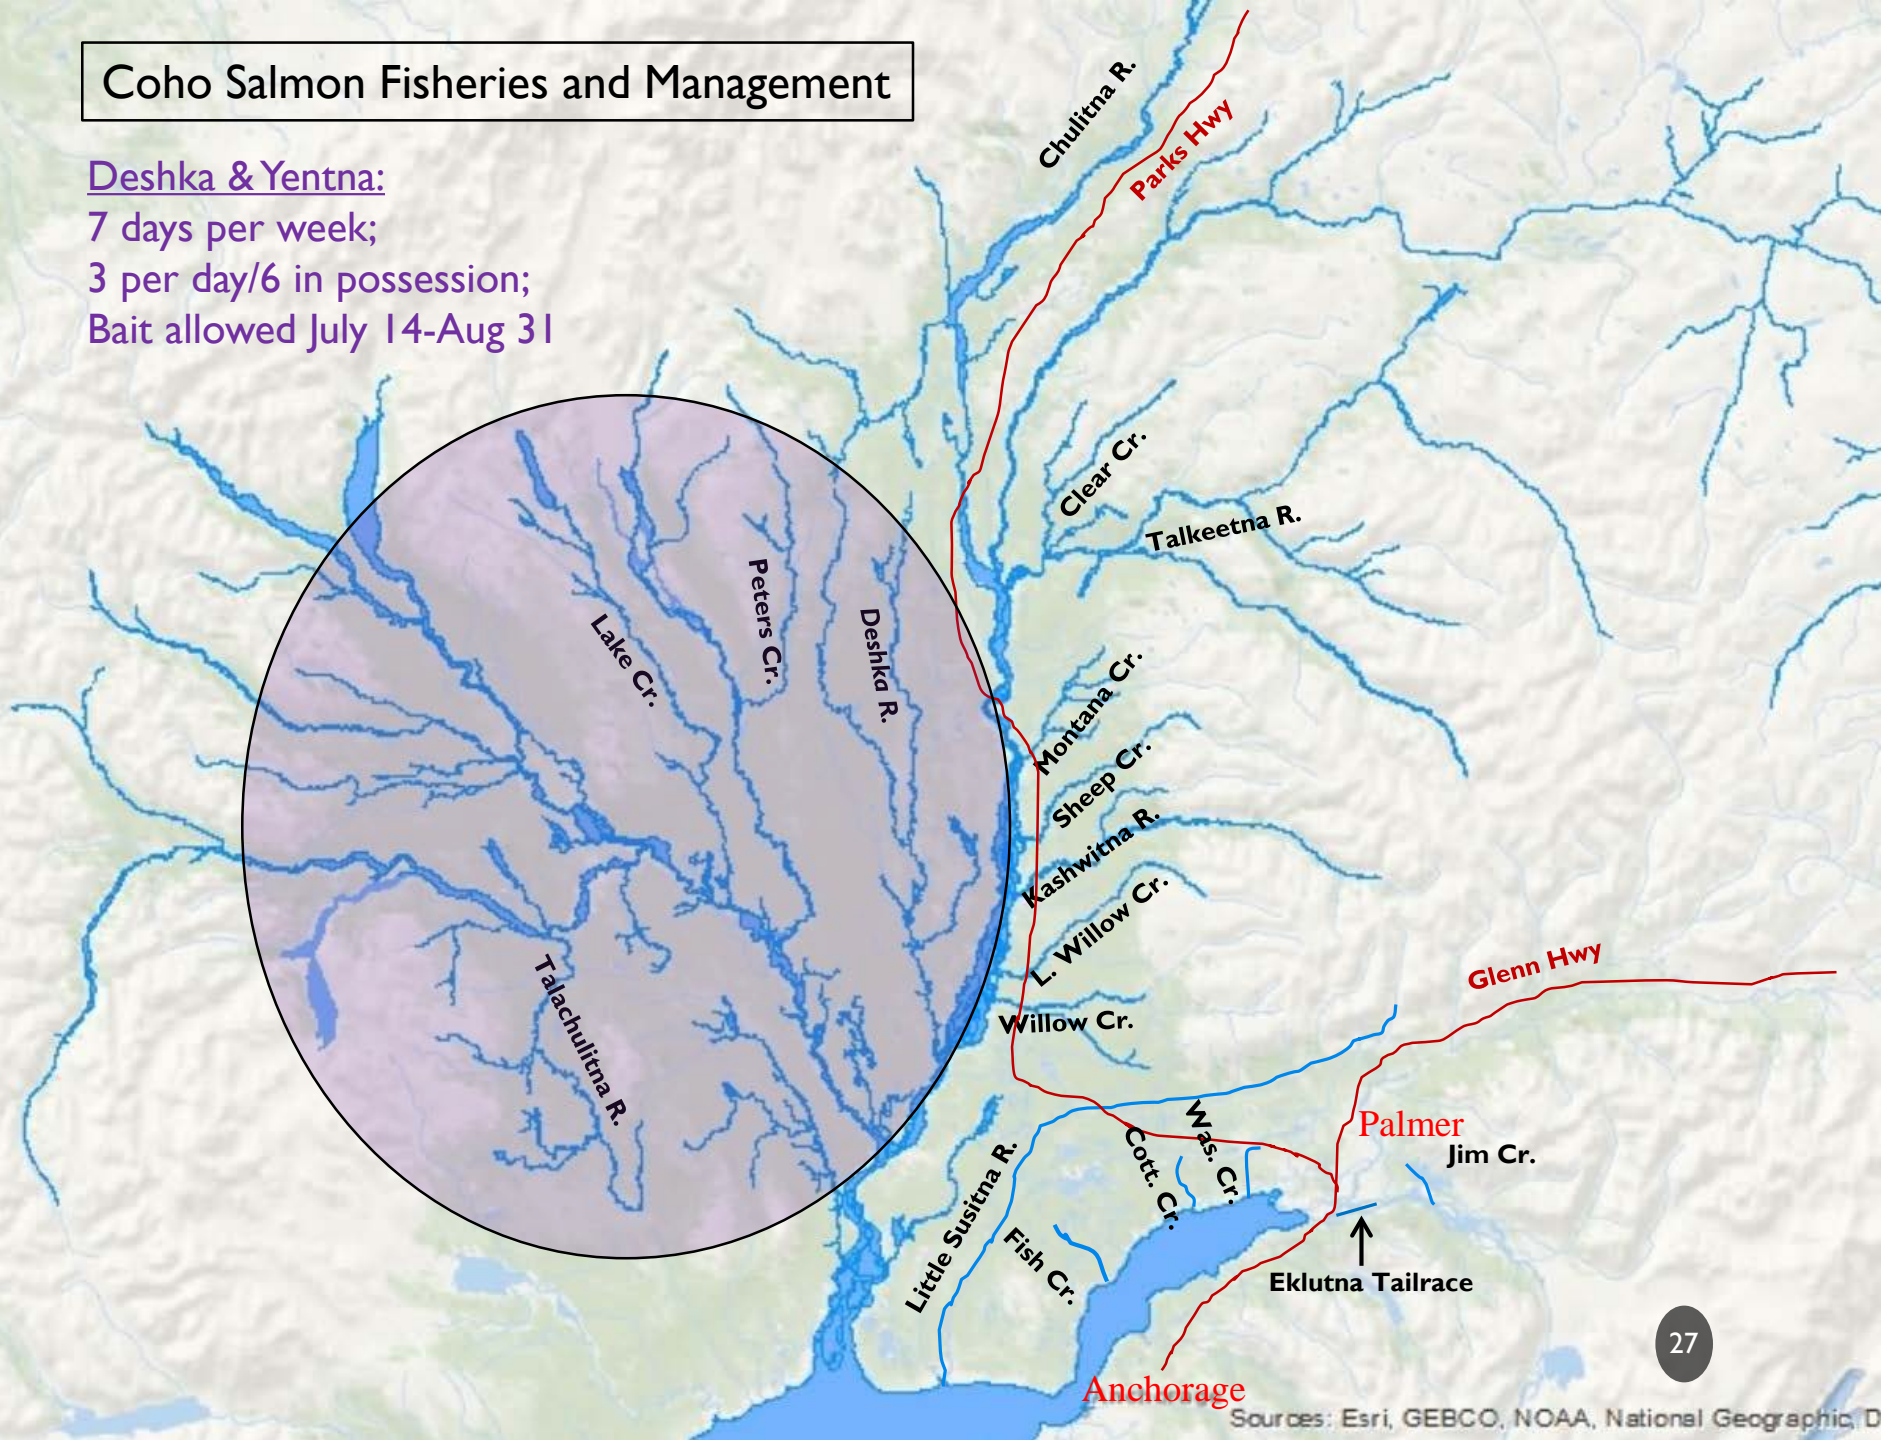 Coho Salmon Fisheries and Management
Deshka & Yentna:
7 days per week;
3 per day/6 in possession;
Bait allowed July 14-Aug 31
Chulitna R.
Parks Hwy
Clear Cr.
Talkeetna R.
Peters Cr.
Lake Cr.
Deshka R.
Montana Cr.
Sheep Cr.
Kashwitna R.
L. Willow Cr.
Willow Cr.
Talachulitna R.
Glenn Hwy
Palmer
Jim Cr.
Was. Cr.
Cott. Cr.
Little Susitna R.
Fish Cr.
Eklutna Tailrace
27
Anchorage
Sources: Esri, GEBCO, NOAA, National Geographic, D